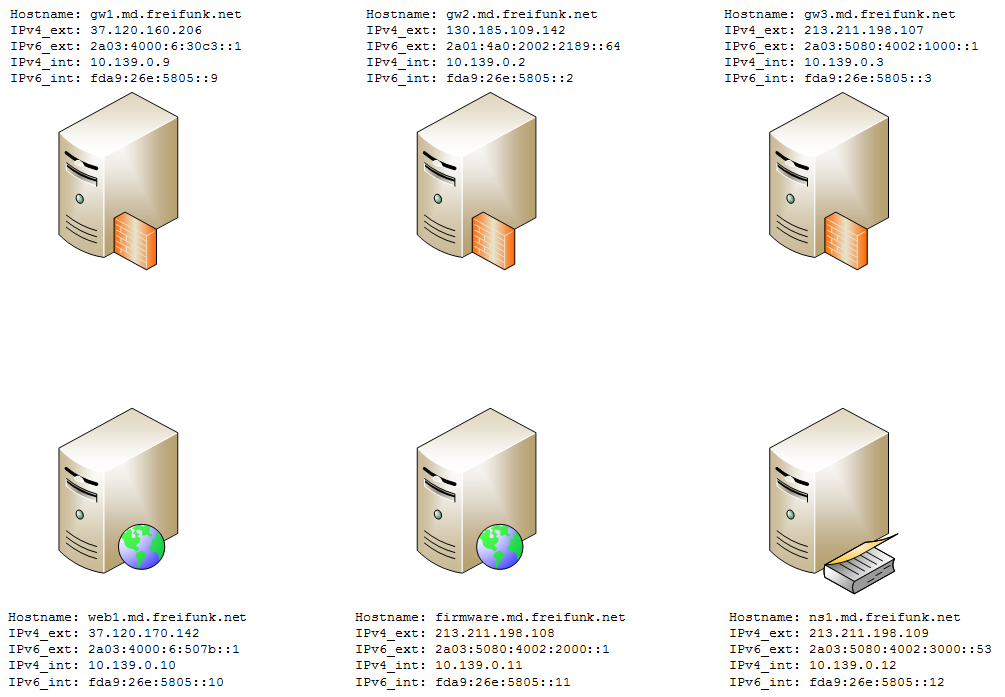 Hostname: gw1.md.freifunk.net
IPv4_ext: 37.120.160.206
IPv6_ext: 2a03:4000:6:30c3::1
IPv4_int: 10.139.0.9
IPv6_int: fda9:26e:5805::9
Hostname: gw2.md.freifunk.net
IPv4_ext: 130.185.109.142
IPv6_ext: 2a01:4a0:2002:2189::64
IPv4_int: 10.139.0.2
IPv6_int: fda9:26e:5805::2
Hostname: gw3.md.freifunk.net
IPv4_ext: 213.211.198.107
IPv6_ext: 2a03:5080:4002:1000::1
IPv4_int: 10.139.0.3
IPv6_int: fda9:26e:5805::3
Hostname: web1.md.freifunk.net
IPv4_ext: 37.120.170.142
IPv6_ext: 2a03:4000:6:507b::1
IPv4_int: 10.139.0.10
IPv6_int: fda9:26e:5805::10
Hostname: firmware.md.freifunk.net
IPv4_ext: 213.211.198.108
IPv6_ext: 2a03:5080:4002:2000::1
IPv4_int: 10.139.0.11
IPv6_int: fda9:26e:5805::11
Hostname: ns1.md.freifunk.net
IPv4_ext: 213.211.198.109
IPv6_ext: 2a03:5080:4002:3000::53
IPv4_int: 10.139.0.12
IPv6_int: fda9:26e:5805::12